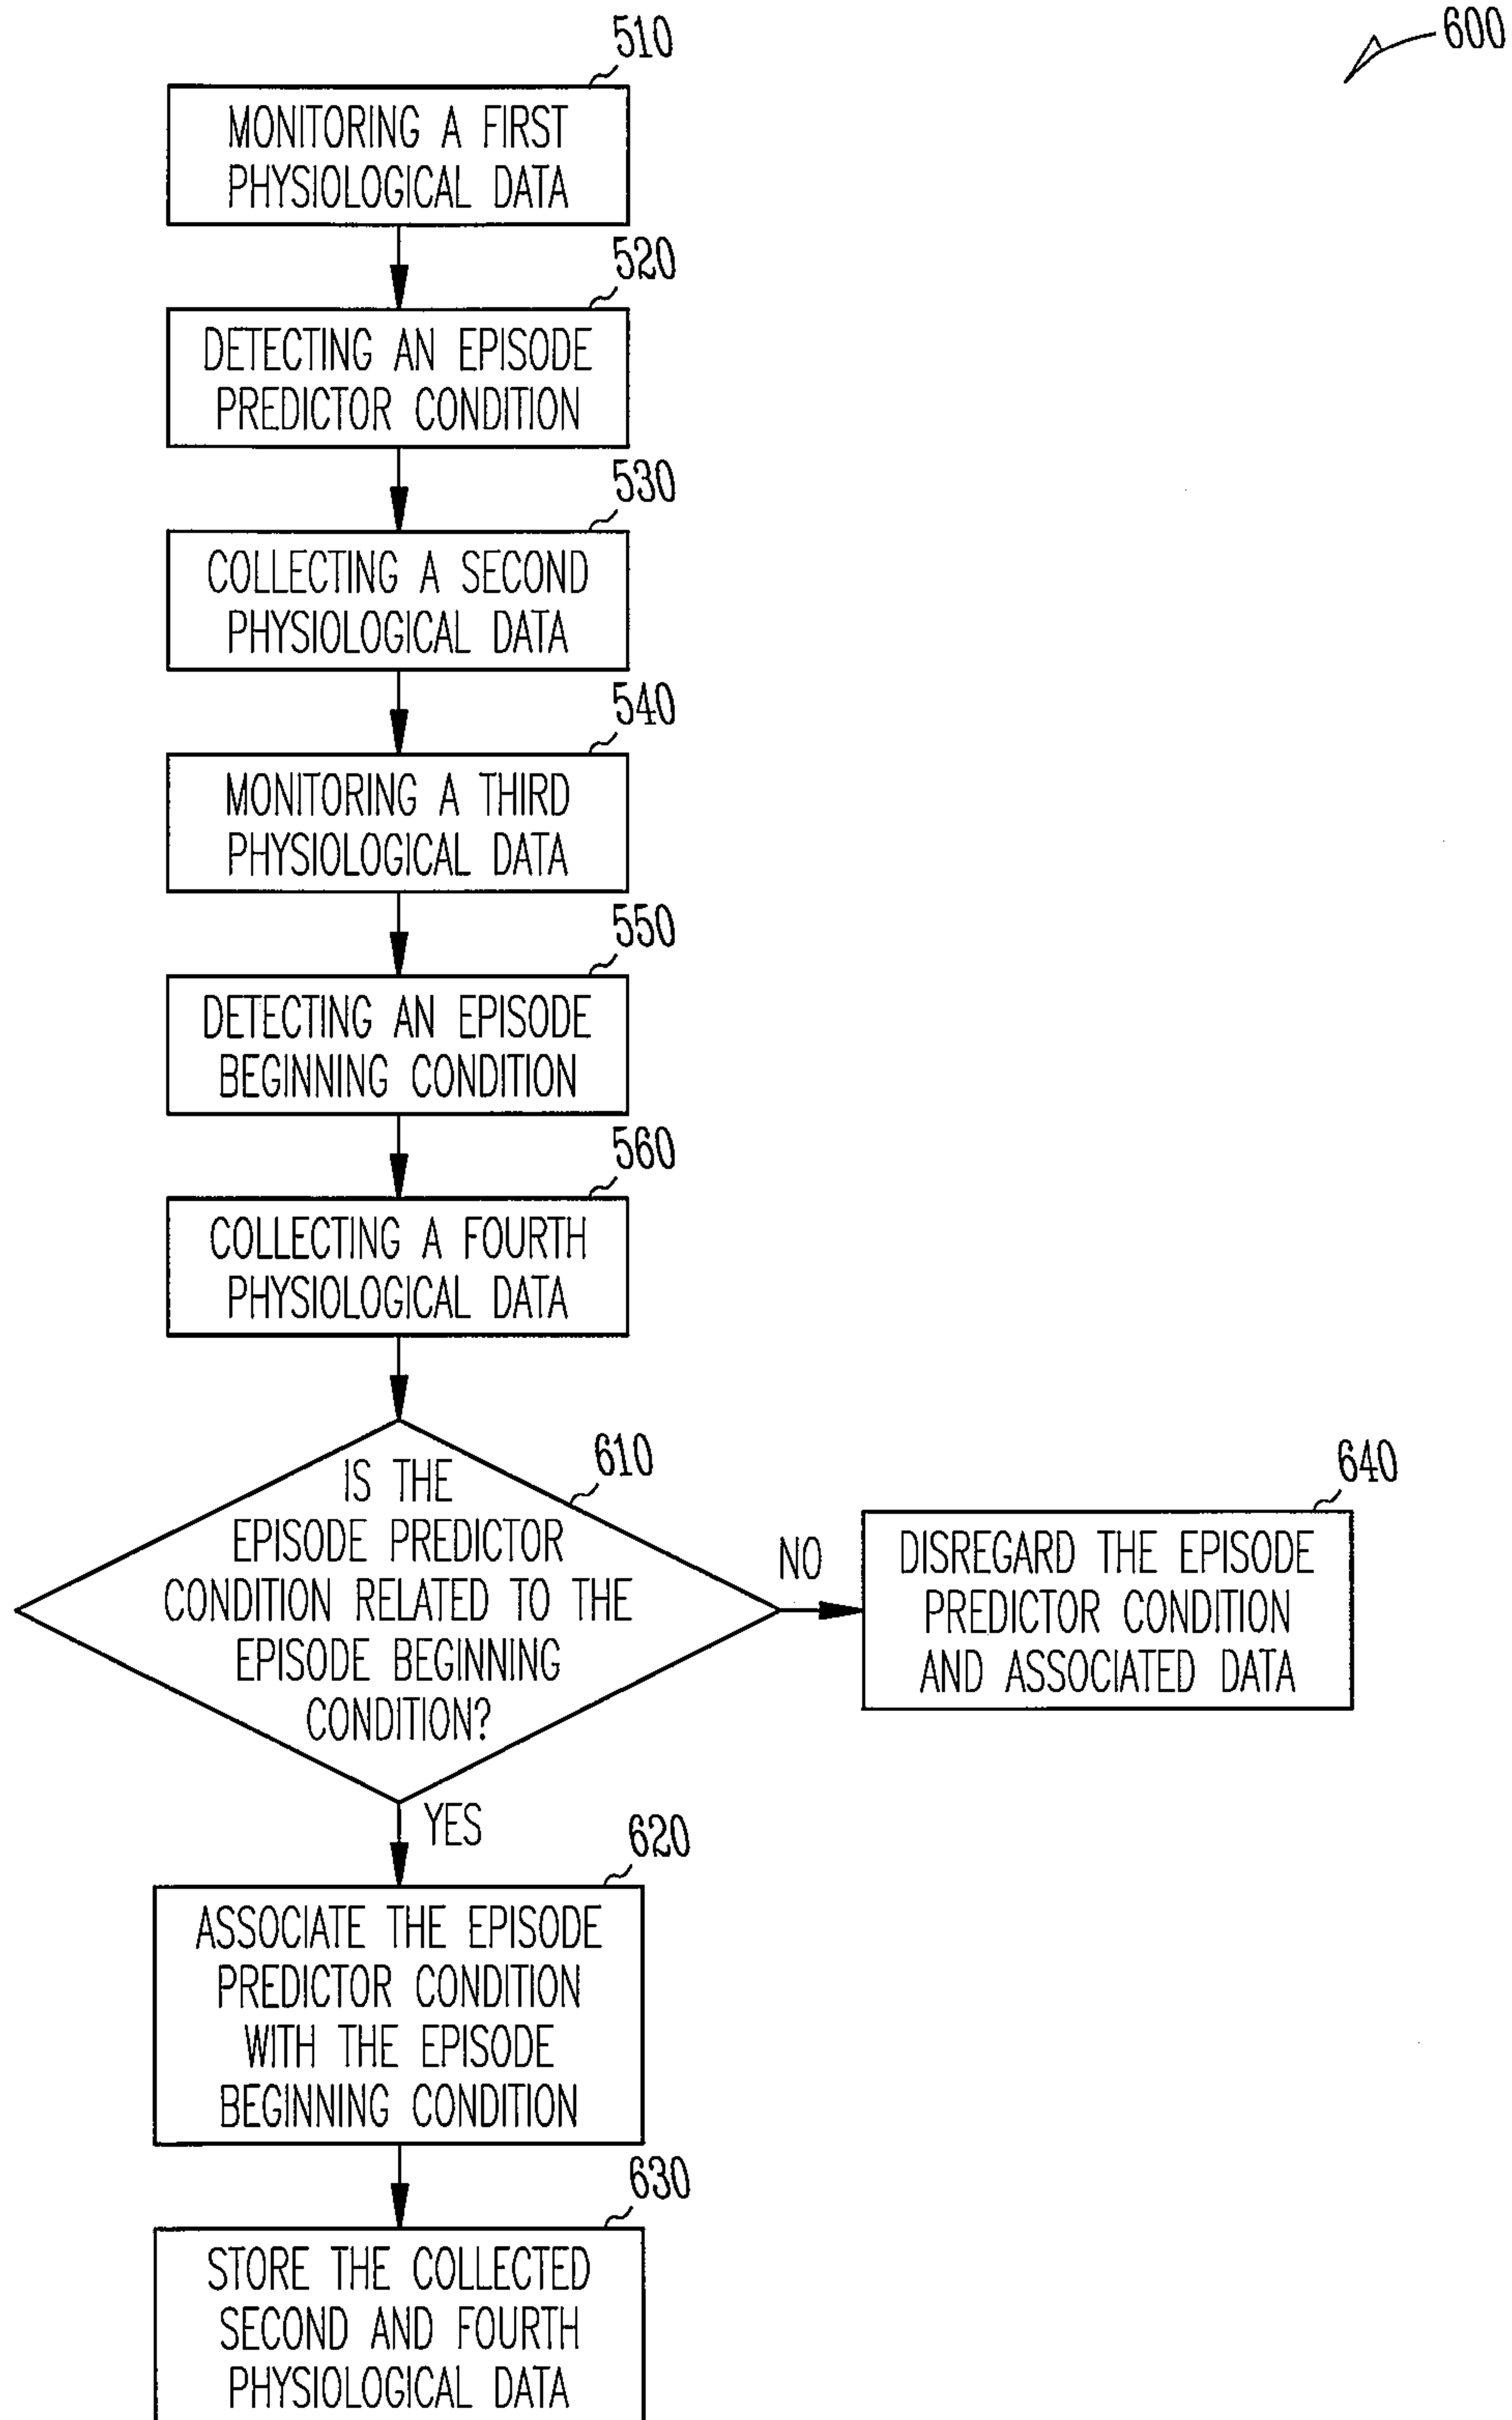 600
510
MONITORING A FIRST
PHYSIOLOGICAL DATA
520
DETECTING AN EPISODE
PREDICTOR CONDITION
530
COLLECTING A SECOND
PHYSIOLOGICAL DATA
540
MONITORING A THIRD
PHYSIOLOGICAL DATA
550
DETECTING AN EPISODE
BEGINNING CONDITION
560
COLLECTING A FOURTH
PHYSIOLOGICAL DATA
610
IS THE
EPISODE PREDICTOR
CONDITION RELATED TO THE
EPISODE BEGINNING
CONDITION?
NO
640
DISREGARD THE EPISODE
PREDICTOR CONDITION
AND ASSOCIATED DATA
YES
620
ASSOCIATE THE EPISODE
PREDICTOR CONDITION
WITH THE EPISODE
BEGINNING CONDITION
630
STORE THE COLLECTED
SECOND AND FOURTH
PHYSIOLOGICAL DATA